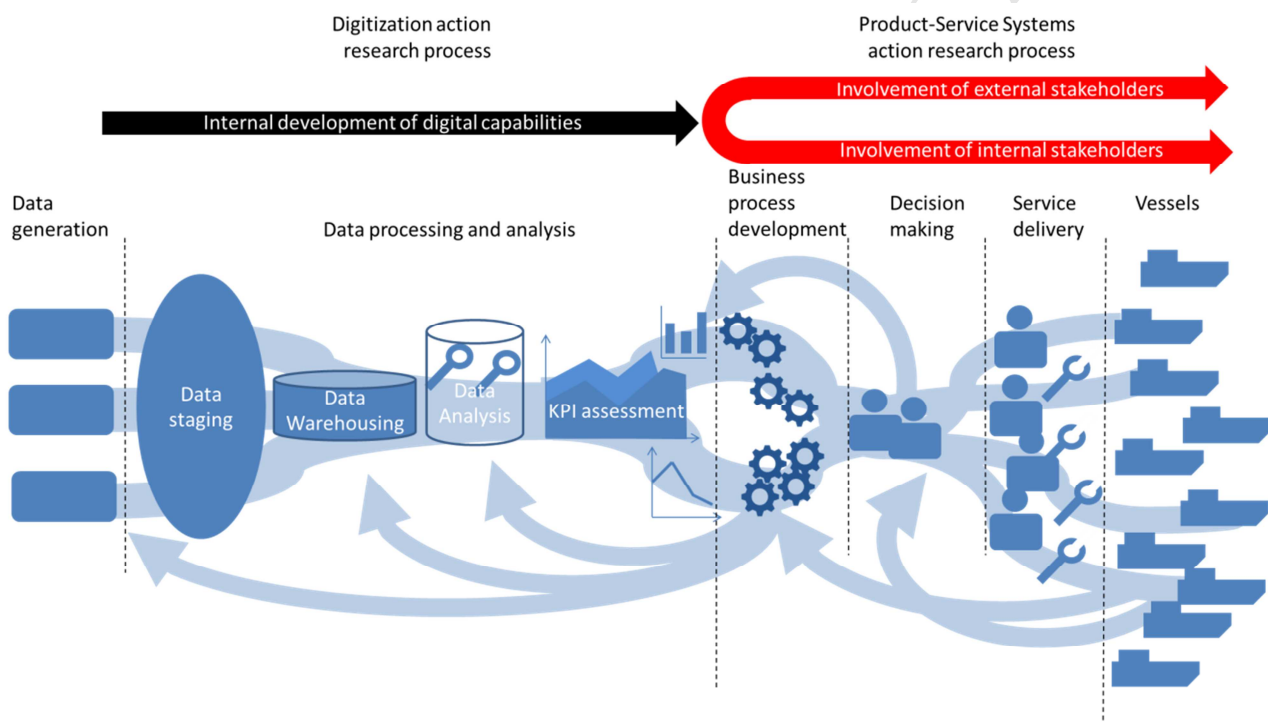 Digitization action
research process
Product-Service Systems
action research process
Involvement of external stakeholders
Internal development of digital capabilities
Involvement of internal stakeholders
Data
generation
Data processing and analysis
Business
process
development
Decision
making
Service
delivery
Vessels
Data
staging
Data
Warehousing
Data
Analysis
KPI assessment